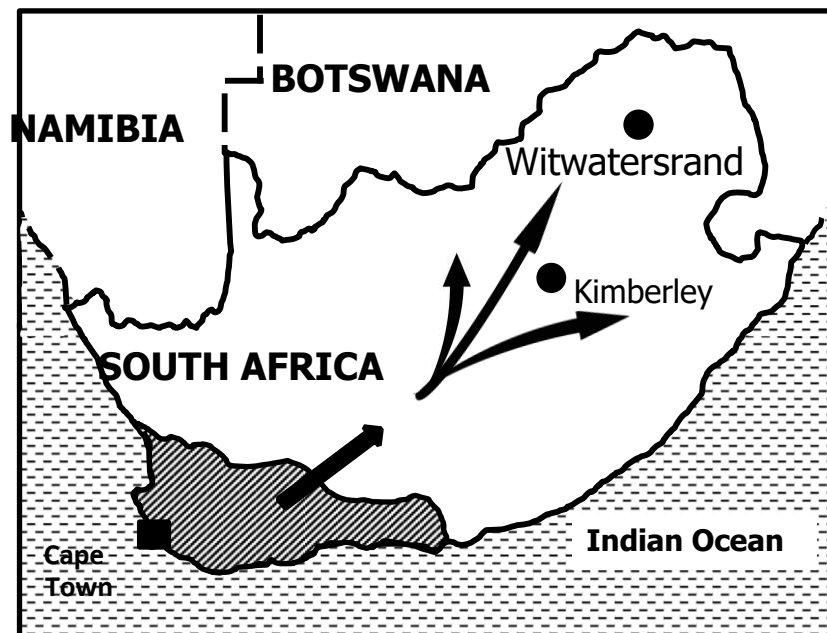 BOTSWANA
NAMIBIA
Witwatersrand
Kimberley
SOUTH AFRICA
Indian Ocean
Cape
Town